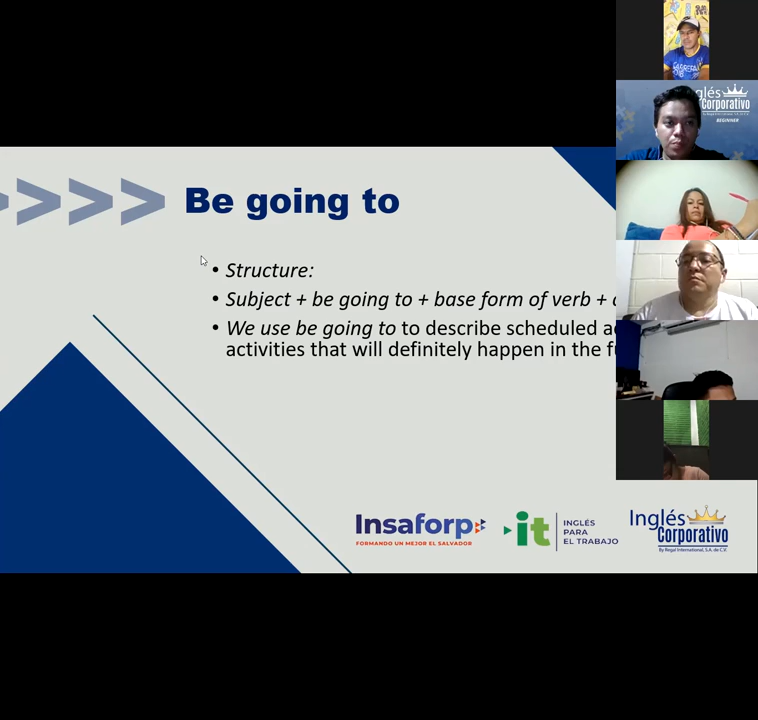 glés
Corporativo
BEGINNER
>>>> Be going to
• Structure:
• Subject + be going to + base form of verb +
• We use be going to to describe scheduled
activities that will definitely happen in the
Insaforp
FORMANDO UN MEJOR EL SALVADOR
it
INGLÉS
PARA
EL TRABAJO
Inglés
Corporativo
By Regal International, S.A. de C.V.